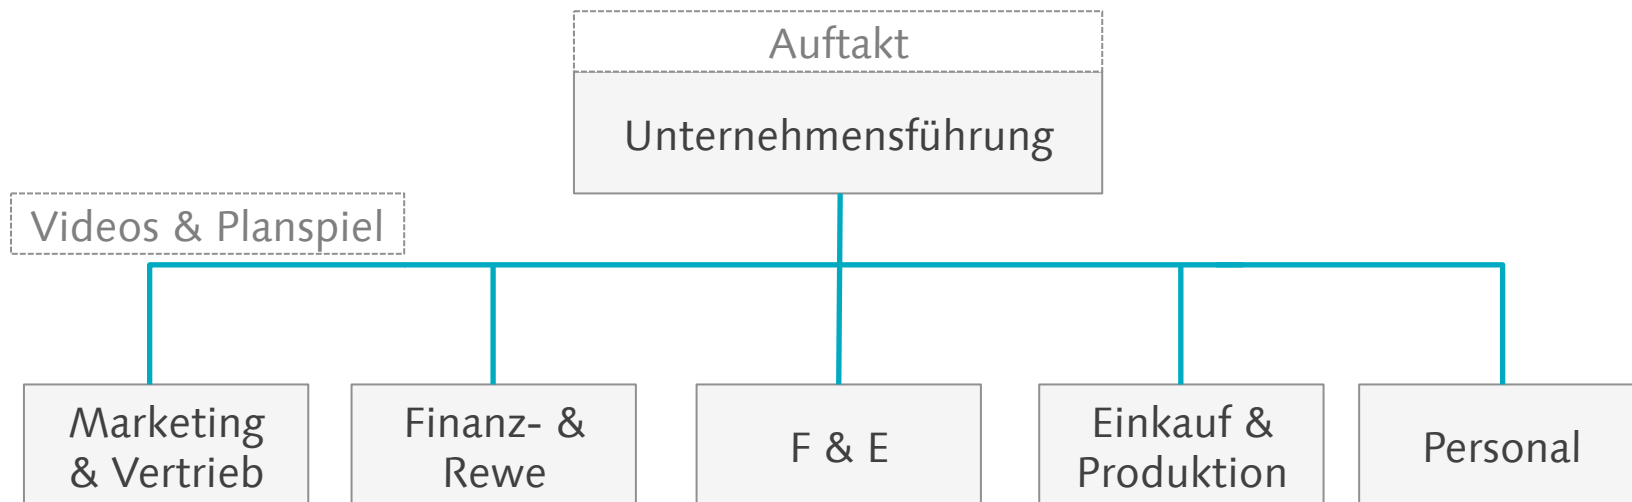 Auftakt
Unternehmensführung
Videos & Planspiel
Marketing
& Vertrieb
Finanz- &
Rewe
F & E
Einkauf &
Produktion
Personal